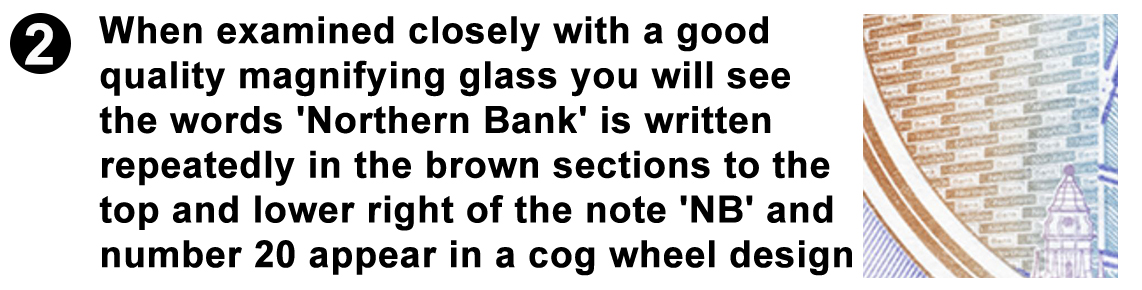 2
When examined closely with a good
quality magnifying glass you will see
the words 'Northern Bank' is written
repeatedly in the brown sections to the
top and lower right of the note 'NB' and
number 20 appear in a cog wheel design